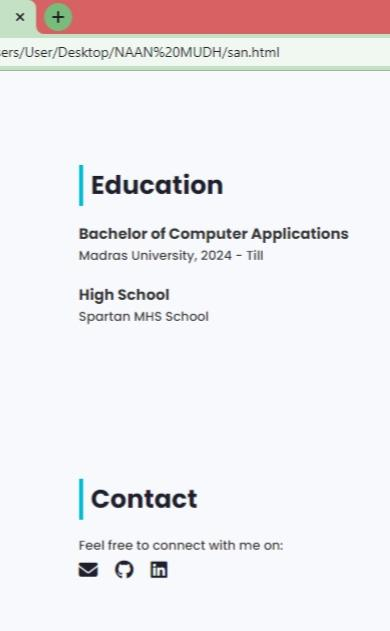 ers/User/Desktop/NAAN%20MUDH/san.html
Education
Bachelor of Computer Applications
Madras University, 2024 - Till
High School
Spartan MHS School
Contact
Feel free to connect with me on:
in